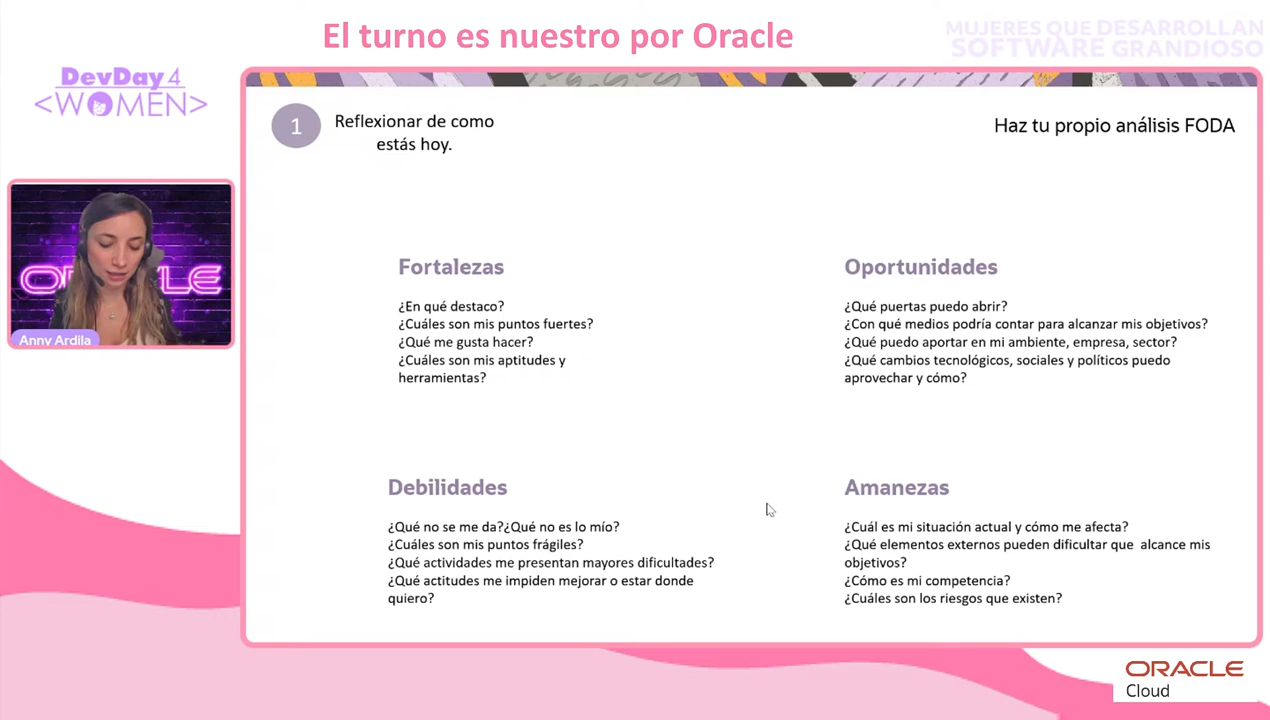 El turno es nuestro por Oracle
MUJERES QUE DESARROLLAN
SOFTWARE GRANDIOSO
DevDay4
<WOMEN>
1
Reflexionar de como
estás hoy.
Haz tu propio análisis FODA
ORACLE
Anny Ardila
Fortalezas
¿En qué destaco?
¿Cuáles son mis puntos fuertes?
¿Qué me gusta hacer?
¿Cuáles son mis aptitudes y
herramientas?
Oportunidades
¿Qué puertas puedo abrir?
¿Con qué medios podría contar para alcanzar mis objetivos?
¿Qué puedo aportar en mi ambiente, empresa, sector?
¿Qué cambios tecnológicos, sociales y políticos puedo
aprovechar y cómo?
Debilidades
¿Qué no se me da?¿Qué no es lo mío?
¿Cuáles son mis puntos frágiles?
¿Qué actividades me presentan mayores dificultades?
¿Qué actitudes me impiden mejorar o estar donde
quiero?
Amanezas
¿Cuál es mi situación actual y cómo me afecta?
¿Qué elementos externos pueden dificultar que  alcance mis
objetivos?
¿Cómo es mi competencia?
¿Cuáles son los riesgos que existen?
ORACLE
Cloud